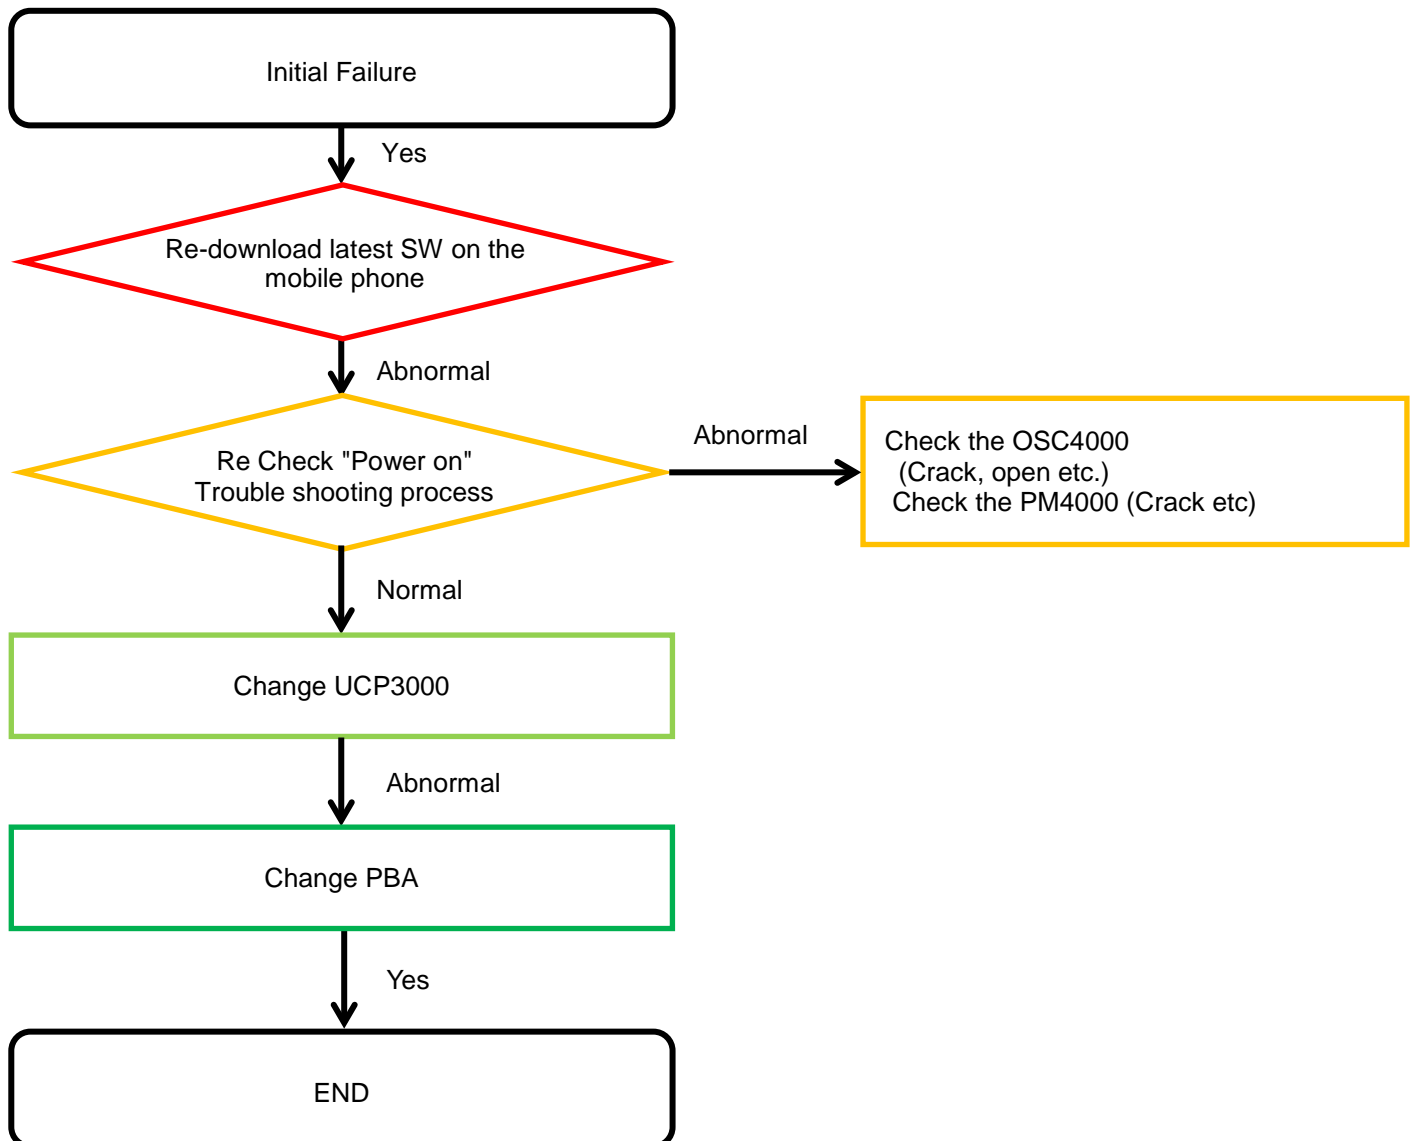 Initial Failure
Yes
Re-download latest SW on the
mobile phone
Abnormal
Re Check "Power on"
Trouble shooting process
Abnormal
Check the OSC4000
(Crack, open etc.)
Check the PM4000 (Crack etc)
Normal
Change UCP3000
Abnormal
Change PBA
Yes
END